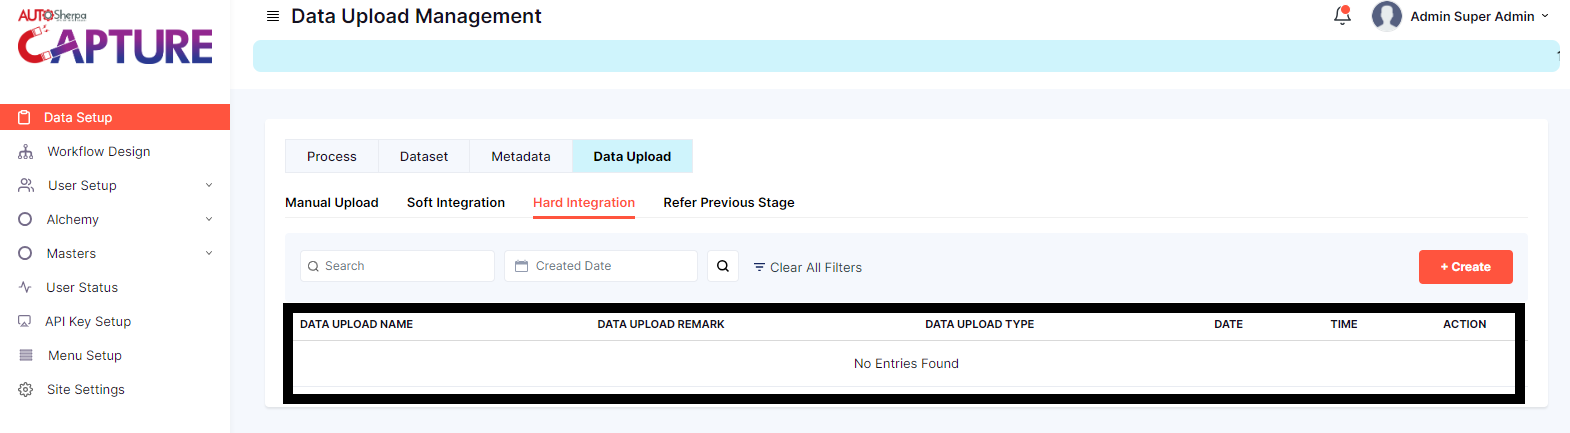 AUTOSherpa
CAPTURE
Data Upload Management
Admin Super Admin
Data Setup
Workflow Design
User Setup
Alchemy
Masters
User Status
API Key Setup
Menu Setup
Site Settings
Process Dataset Metadata Data Upload
Manual Upload Soft Integration Hard Integration Refer Previous Stage
Search Created Date Clear All Filters + Create
DATA UPLOAD NAME DATA UPLOAD REMARK DATA UPLOAD TYPE DATE TIME ACTION
No Entries Found